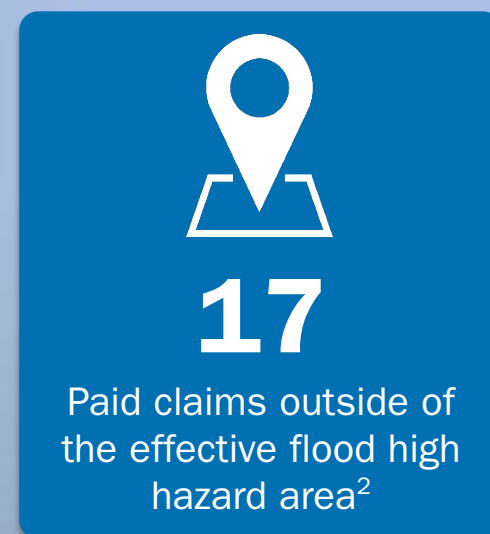 17
Paid claims outside of
the effective flood high
hazard area²